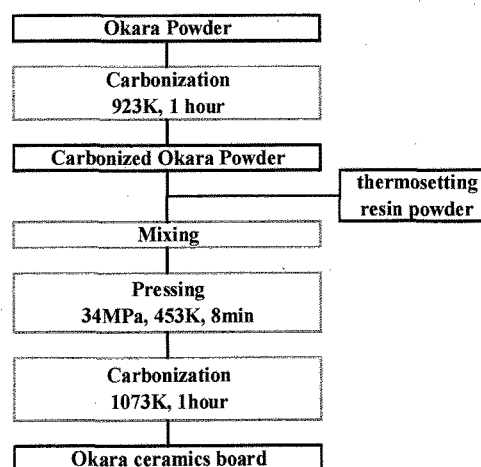 Okara Powder
Carbonization
923K, 1 hour
Carbonized Okara Powder
thermosetting
resin powder
Mixing
Pressing
34MPa, 453K, 8min
Carbonization
1073K, 1hour
Okara ceramics board